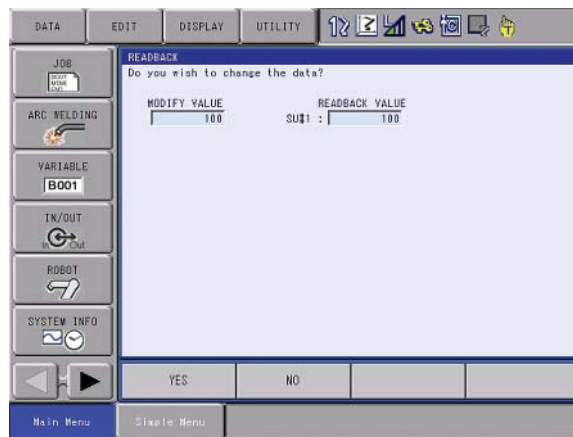 DATA EDIT DISPLAY UTILITY
READBACK
Do you wish to change the data?
MODIFY VALUE READBACK VALUE
100 SU$1 : 100
JOB
ARC WELDING
VARIABLE
B001
IN/OUT
In Out
ROBOT
SYSTEM INFO
YES NO
Main Menu Simple Menu